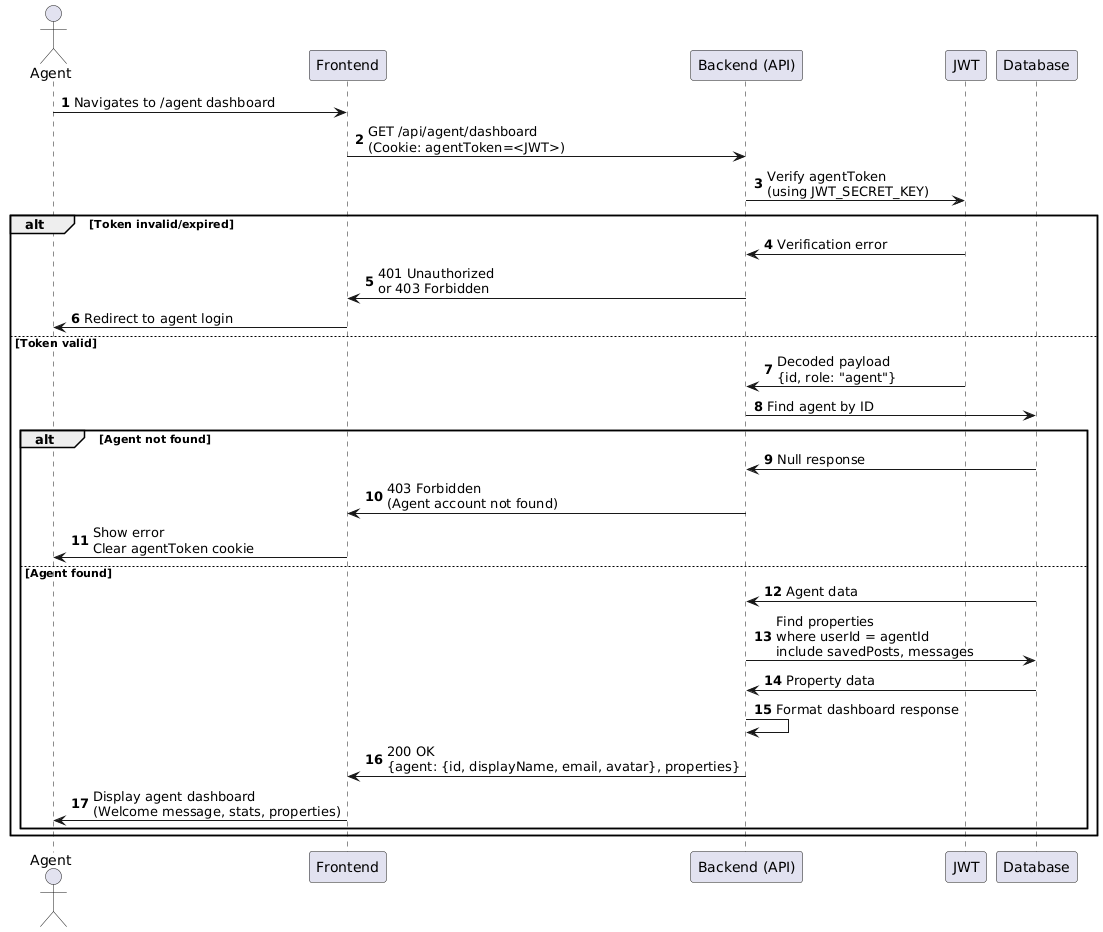 Agent
Frontend
Backend (API)
JWT
Database
1 Navigates to /agent dashboard
2 GET /api/agent/dashboard
(Cookie: agentToken=<JWT>)
3 Verify agentToken
(using JWT_SECRET_KEY)
alt [Token invalid/expired]
4 Verification error
5 401 Unauthorized
or 403 Forbidden
6 Redirect to agent login
[Token valid]
7 Decoded payload
{id, role: "agent"}
8 Find agent by ID
alt [Agent not found]
9 Null response
10 403 Forbidden
(Agent account not found)
11 Show error
Clear agentToken cookie
[Agent found]
12 Agent data
13 Find properties
where userId = agentId
include savedPosts, messages
14 Property data
15 Format dashboard response
16 200 OK
{agent: {id, displayName, email, avatar}, properties}
17 Display agent dashboard
(Welcome message, stats, properties)
Agent
Frontend
Backend (API)
JWT
Database